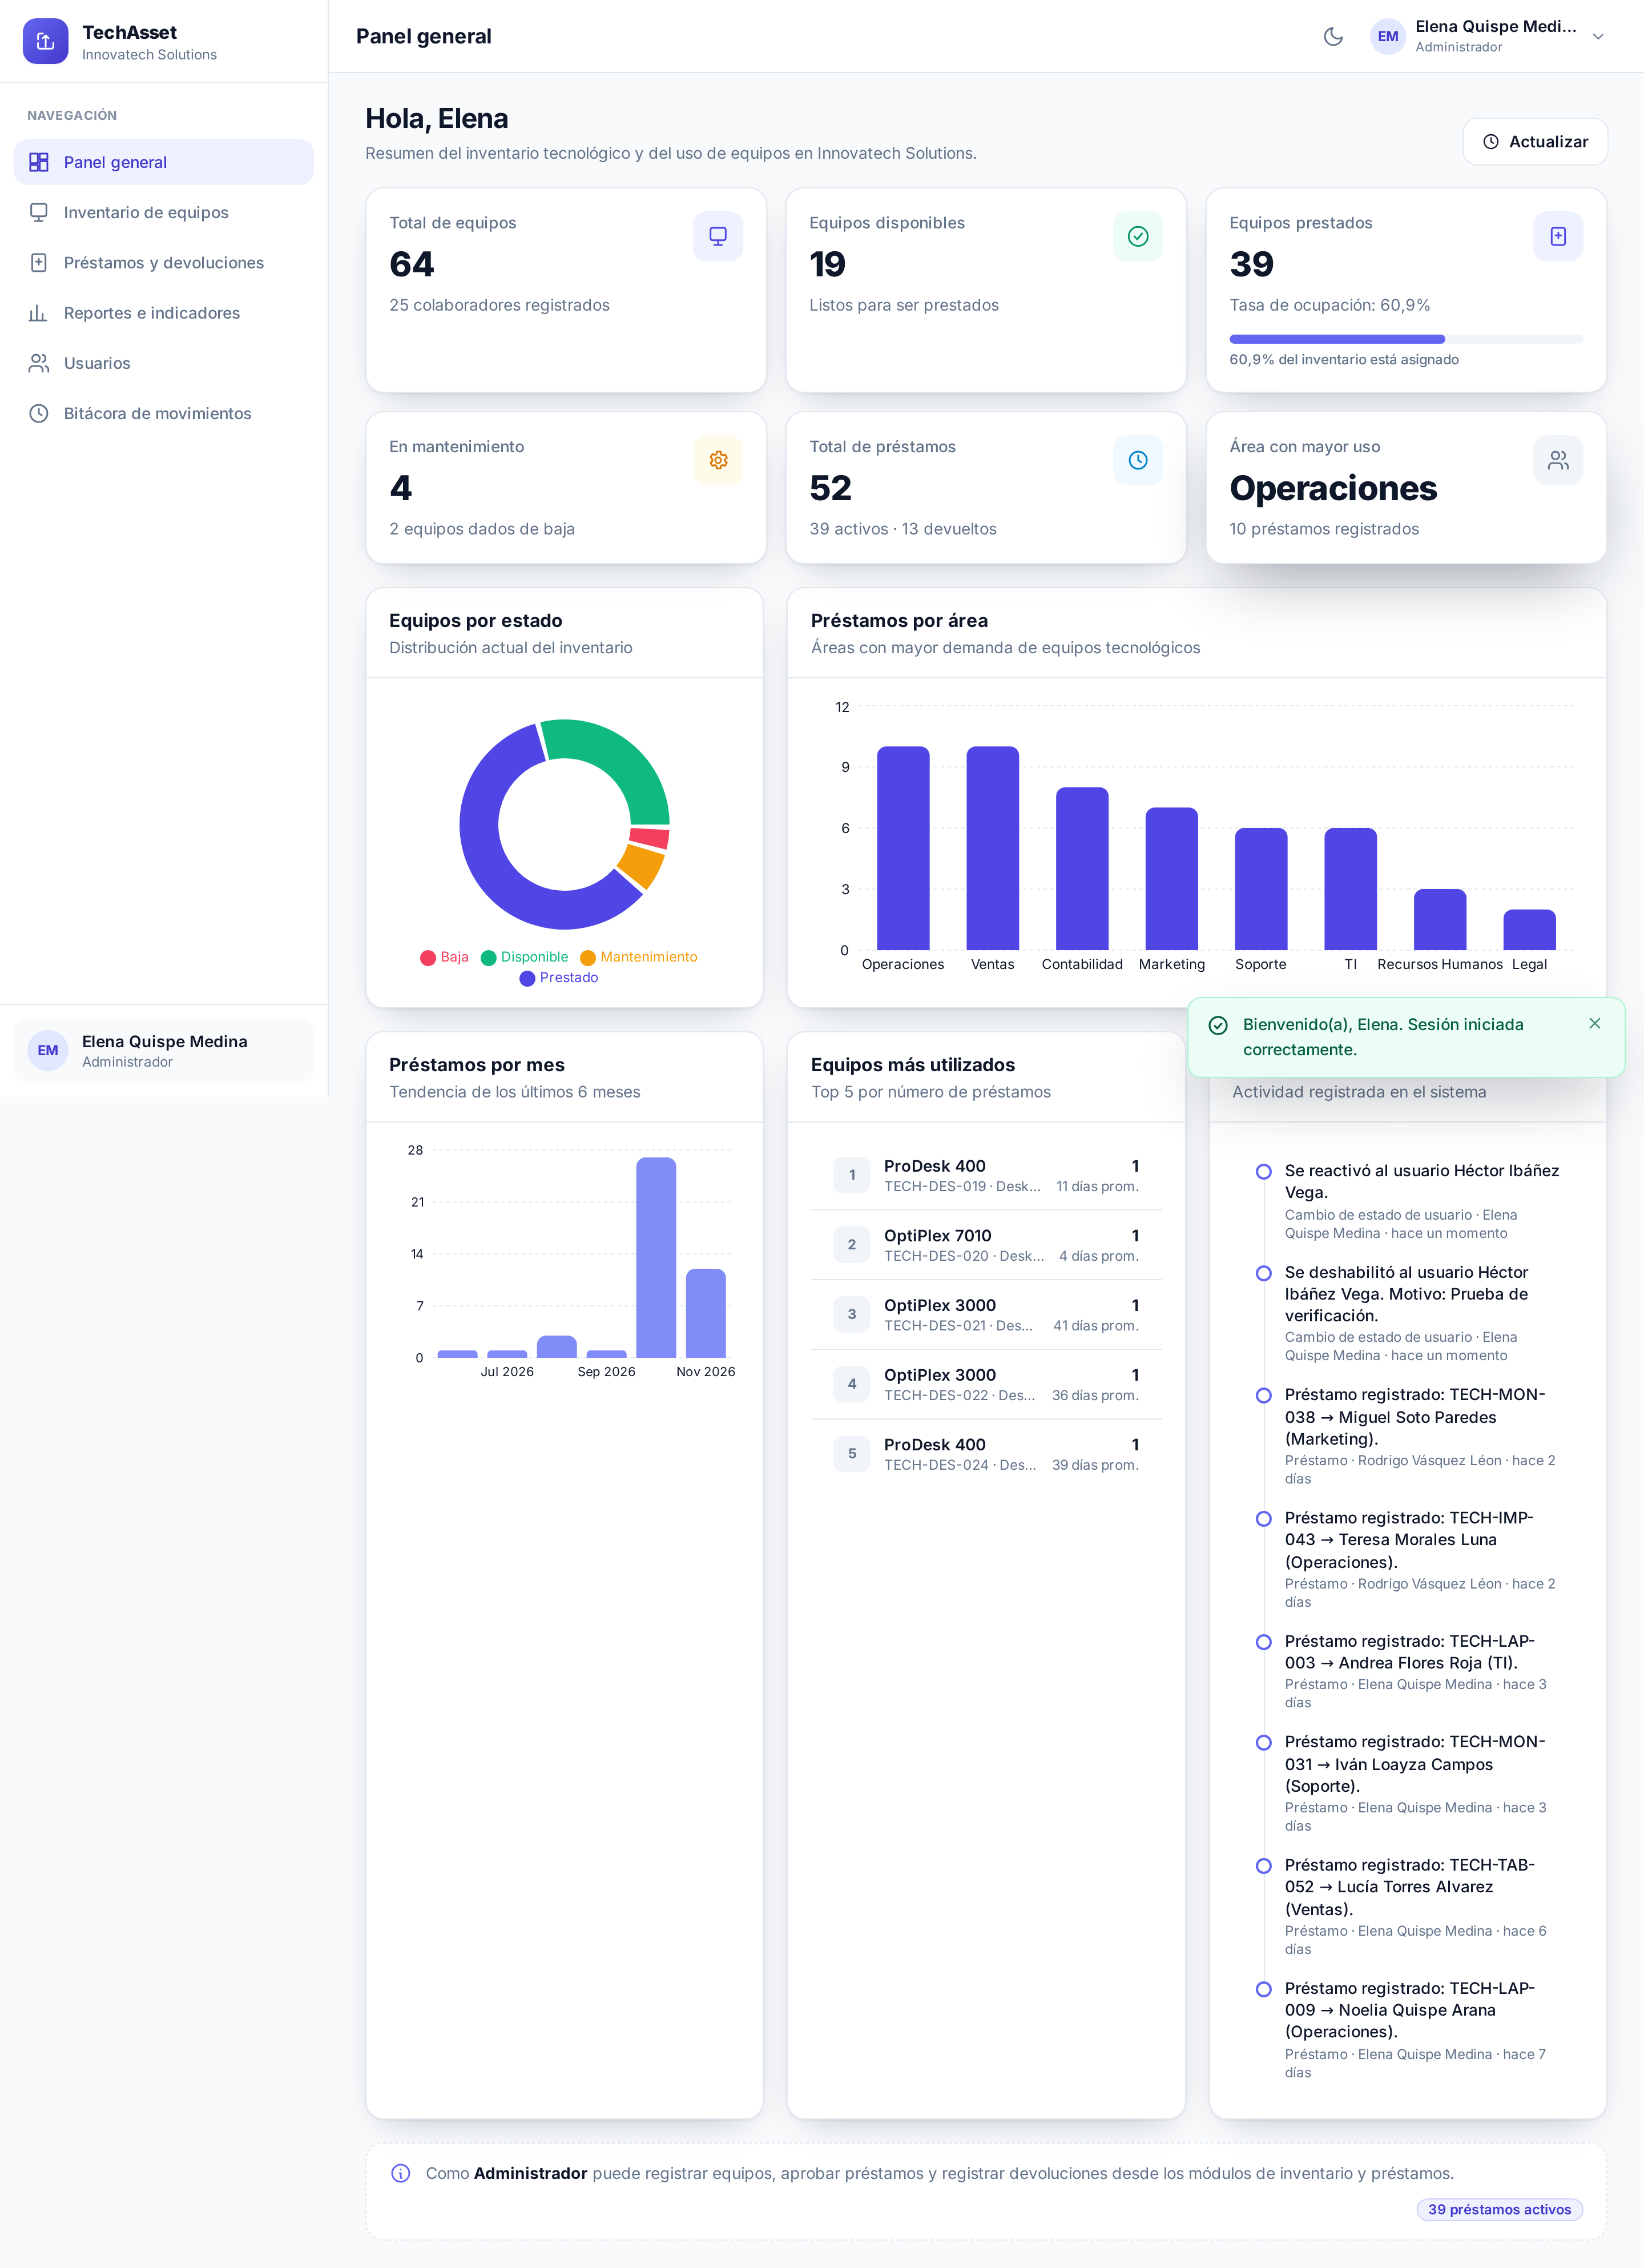 TechAsset
Innovatech Solutions
NAVEGACIÓN
Panel general
Inventario de equipos
Préstamos y devoluciones
Reportes e indicadores
Usuarios
Bitácora de movimientos
EM
Elena Quispe Medina
Administrador
Panel general
EM
Elena Quispe Medi...
Administrador
Hola, Elena
Resumen del inventario tecnológico y del uso de equipos en Innovatech Solutions.
Actualizar
Total de equipos
64
25 colaboradores registrados
Equipos disponibles
19
Listos para ser prestados
Equipos prestados
39
Tasa de ocupación: 60,9%
60,9% del inventario está asignado
En mantenimiento
4
2 equipos dados de baja
Total de préstamos
52
39 activos · 13 devueltos
Área con mayor uso
Operaciones
10 préstamos registrados
Equipos por estado
Distribución actual del inventario
Baja Disponible Mantenimiento
Prestado
Préstamos por área
Áreas con mayor demanda de equipos tecnológicos
12
9
6
3
0
Operaciones Ventas Contabilidad Marketing Soporte TI Recursos Humanos Legal
Bienvenido(a), Elena. Sesión iniciada
correctamente.
Préstamos por mes
Tendencia de los últimos 6 meses
28
21
14
7
0
Jul 2026 Sep 2026 Nov 2026
Equipos más utilizados
Top 5 por número de préstamos
1 ProDesk 400 1
TECH-DES-019 · Desk... 11 días prom.
2 OptiPlex 7010 1
TECH-DES-020 · Desk... 4 días prom.
3 OptiPlex 3000 1
TECH-DES-021 · Des... 41 días prom.
4 OptiPlex 3000 1
TECH-DES-022 · Des... 36 días prom.
5 ProDesk 400 1
TECH-DES-024 · Des... 39 días prom.
Actividad registrada en el sistema
Se reactivó al usuario Héctor Ibáñez
Vega.
Cambio de estado de usuario · Elena
Quispe Medina · hace un momento
Se deshabilitó al usuario Héctor
Ibáñez Vega. Motivo: Prueba de
verificación.
Cambio de estado de usuario · Elena
Quispe Medina · hace un momento
Préstamo registrado: TECH-MON-
038 → Miguel Soto Paredes
(Marketing).
Préstamo · Rodrigo Vásquez Léon · hace 2
días
Préstamo registrado: TECH-IMP-
043 → Teresa Morales Luna
(Operaciones).
Préstamo · Rodrigo Vásquez Léon · hace 2
días
Préstamo registrado: TECH-LAP-
003 → Andrea Flores Roja (TI).
Préstamo · Elena Quispe Medina · hace 3
días
Préstamo registrado: TECH-MON-
031 → Iván Loayza Campos
(Soporte).
Préstamo · Elena Quispe Medina · hace 3
días
Préstamo registrado: TECH-TAB-
052 → Lucía Torres Alvarez
(Ventas).
Préstamo · Elena Quispe Medina · hace 6
días
Préstamo registrado: TECH-LAP-
009 → Noelia Quispe Arana
(Operaciones).
Préstamo · Elena Quispe Medina · hace 7
días
Como Administrador puede registrar equipos, aprobar préstamos y registrar devoluciones desde los módulos de inventario y préstamos.
39 préstamos activos